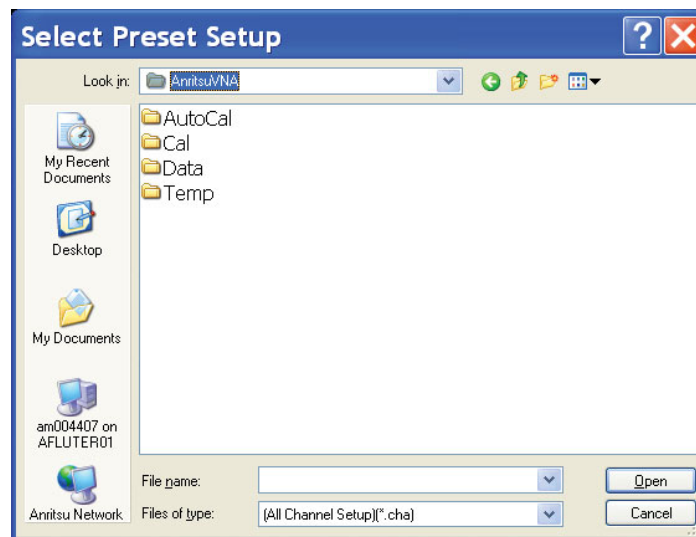 Select Preset Setup
Look in:
AnritsuVNA
AutoCal
Cal
Data
Temp
My Recent
Documents
Desktop
My Documents
am004407 on
AFLUTER01
Anritsu Network
File name:
Open
Files of type:
(All Channel Setup)(*.cha)
Cancel